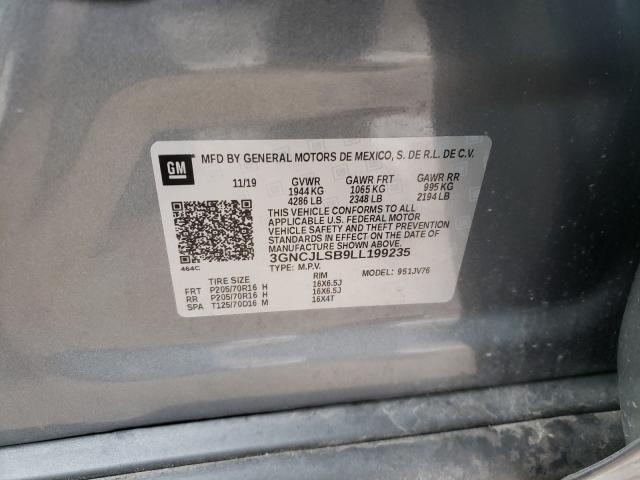 GM MFD BY GENERAL MOTORS DE MEXICO, S. DE R.L. DE C.V.
11/19 GVWR GAWR FRT GAWR RR
1944 KG 1065 KG 995 KG
4286 LB 2348 LB 2194 LB
THIS VEHICLE CONFORMS TO ALL
APPLICABLE U.S. FEDERAL MOTOR
VEHICLE SAFETY AND THEFT PREVENTION
STANDARDS IN EFFECT ON THE DATE OF
MANUFACTURE SHOWN ABOVE.
3GNCJLSB9LL199235
464C TYPE: M.P.V. MODEL: 951JV76
TIRE SIZE RIM
FRT P205/70R16 H 16X6.5J
RR P205/70R16 H 16X6.5J
SPA T125/70D16 M 16X4T